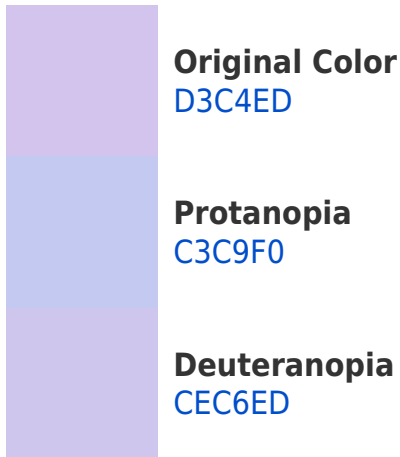 Original Color
D3C4ED
Protanopia
C3C9F0
Deuteranopia
CEC6ED